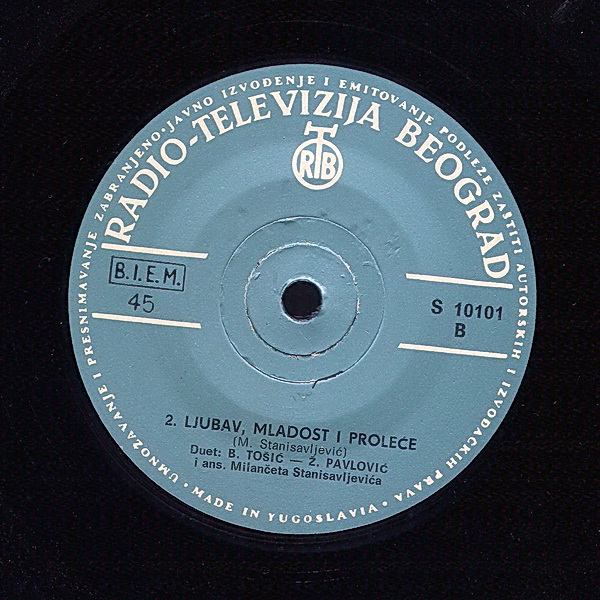 UMNOŽAVANJE I PRESNIMAVANJE ZABRANJENO • JAVNO IZVOĐENJE I EMITOVANJE PODLEŽE ZAŠTITI AUTORSKIH I IZVOĐAČKIH PRAVA
RADIO-TELEVIZIJA BEOGRAD
RTB
B.I.E.M.
45
S 10101
B
2. LJUBAV, MLADOST I PROLEĆE
(M. Stanisavljević)
Duet: B. TOŠIĆ — Ž. PAVLOVIĆ
i ans. Milančeta Stanisavljevića
• MADE IN YUGOSLAVIA •